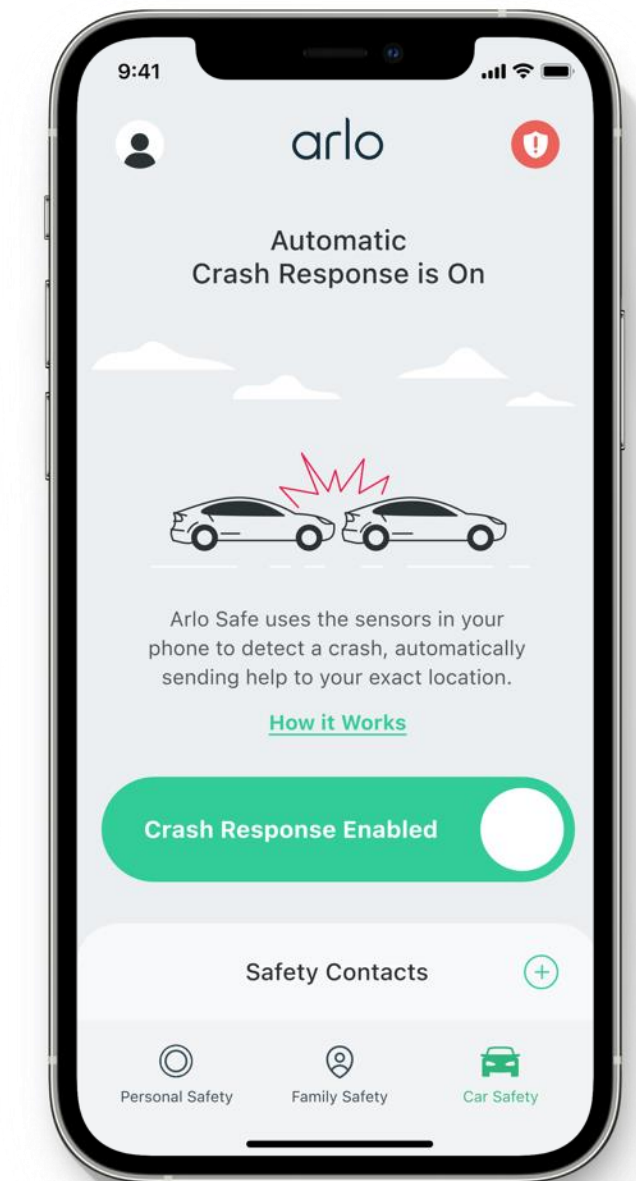 9:41
arlo
Automatic
Crash Response is On
Arlo Safe uses the sensors in your
phone to detect a crash, automatically
sending help to your exact location.
How it Works
Crash Response Enabled
Safety Contacts
Personal Safety
Family Safety
Car Safety